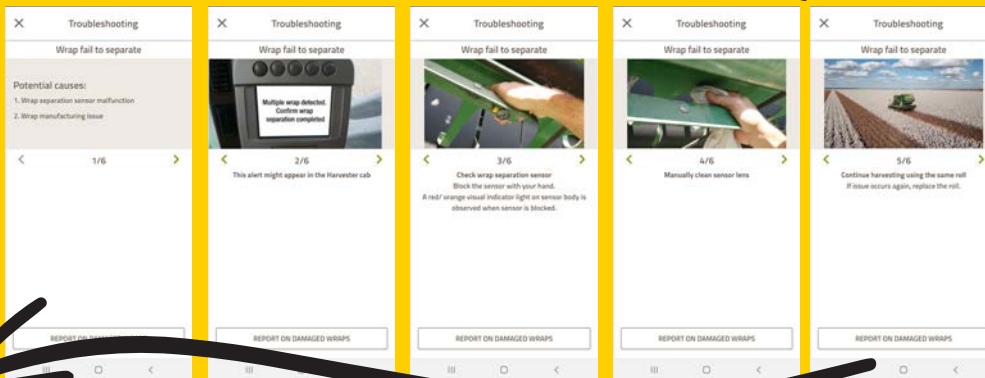 Troubleshooting
Wrap fail to separate
Potential causes:
1. Wrap separation sensor malfunction
2. Wrap manufacturing issue
1/6
REPORT ON DAMAGED WRAPS
Troubleshooting
Wrap fail to separate
Multiple wrap detected.
Confirm wrap
separation completed
2/6
This alert might appear in the Harvester cab
REPORT ON DAMAGED WRAPS
Troubleshooting
Wrap fail to separate
3/6
Check wrap separation sensor
Block the sensor with your hand.
A red/ orange visual indicator light on sensor body is
observed when sensor is blocked.
REPORT ON DAMAGED WRAPS
Troubleshooting
Wrap fail to separate
4/6
Manually clean sensor lens
REPORT ON DAMAGED WRAPS
Troubleshooting
Wrap fail to separate
5/6
Continue harvesting using the same roll
If issue occurs again, replace the roll.
REPORT ON DAMAGED WRAPS